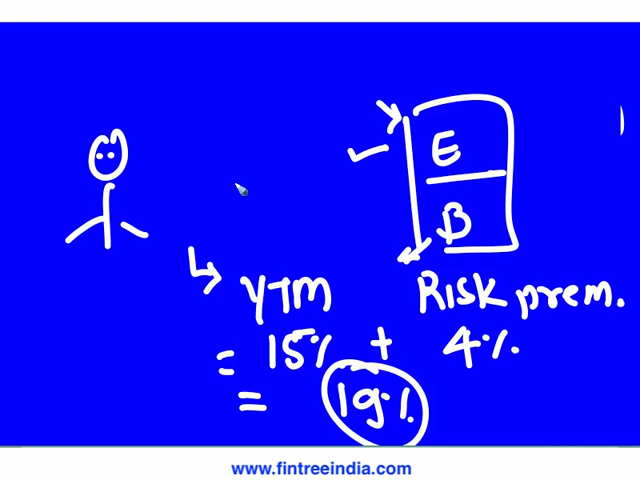 E
B
YTM Risk prem.
= 15% + 4%.
= 19%.
www.fintreeindia.com